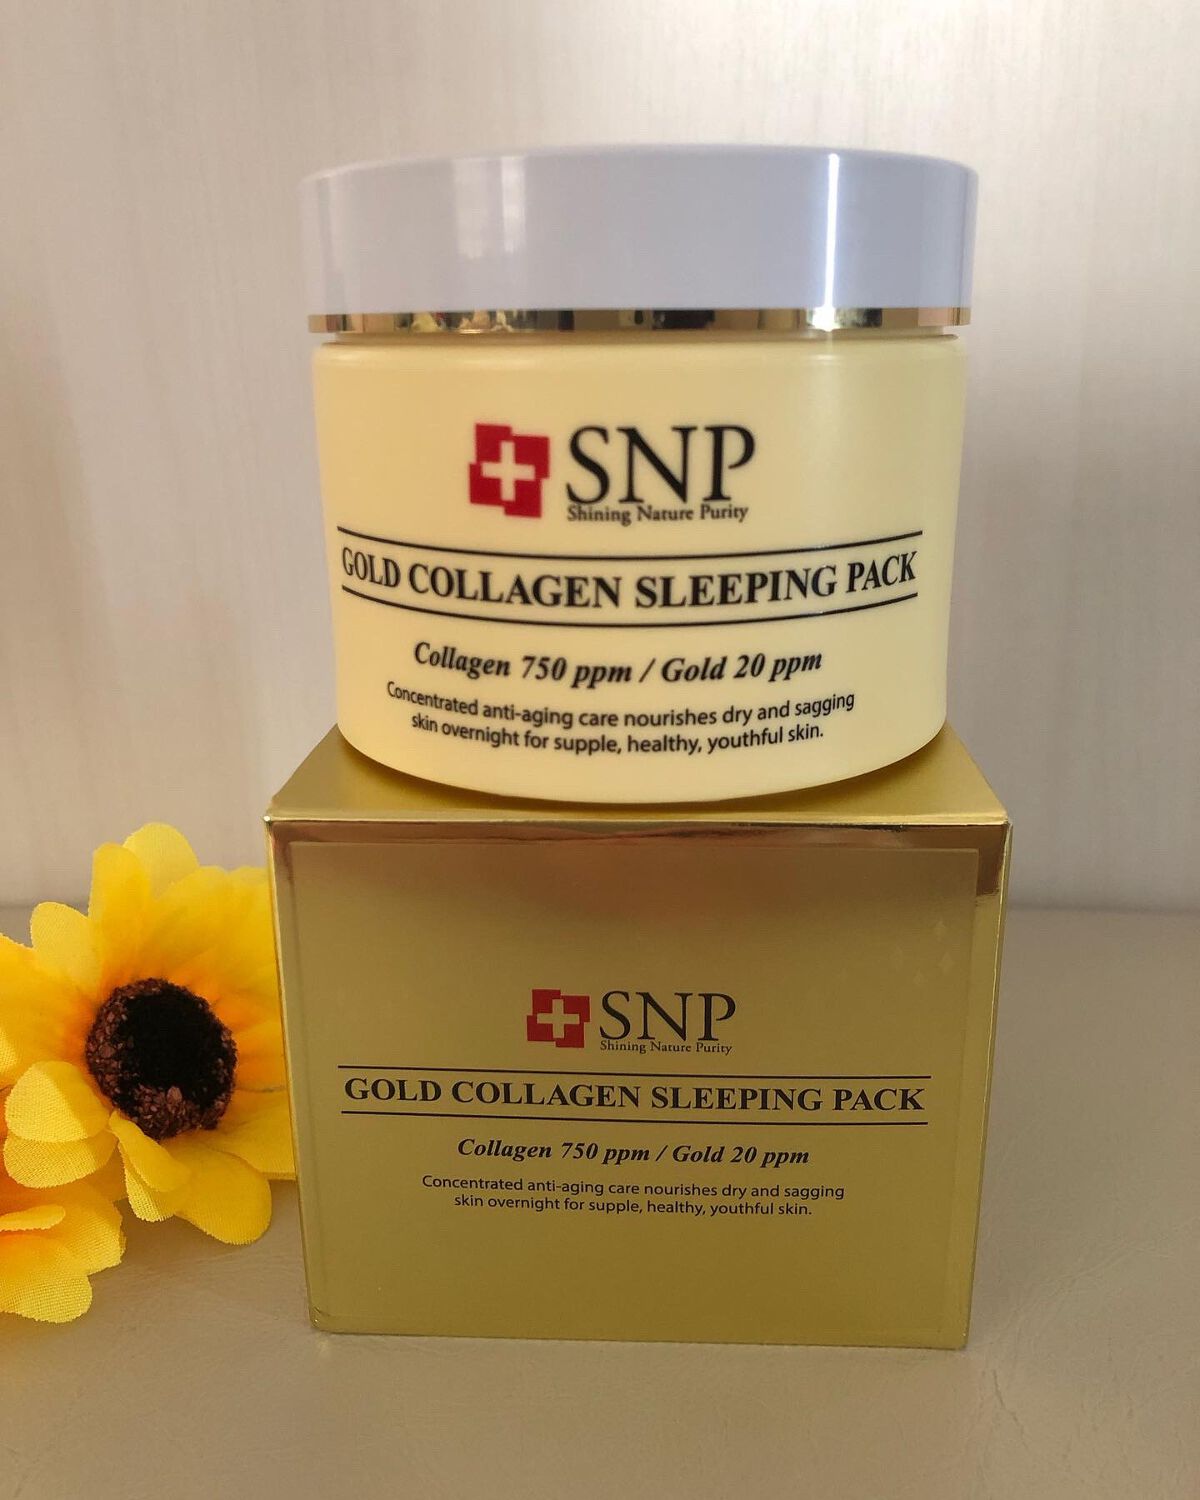 SNP
Shining Nature Purity
GOLD COLLAGEN SLEEPING PACK
Collagen 750 ppm / Gold 20 ppm
Concentrated anti-aging care nourishes dry and sagging
skin overnight for supple, healthy, youthful skin.
SNP
Shining Nature Purity
GOLD COLLAGEN SLEEPING PACK
Collagen 750 ppm / Gold 20 ppm
Concentrated anti-aging care nourishes dry and sagging
skin overnight for supple, healthy, youthful skin.